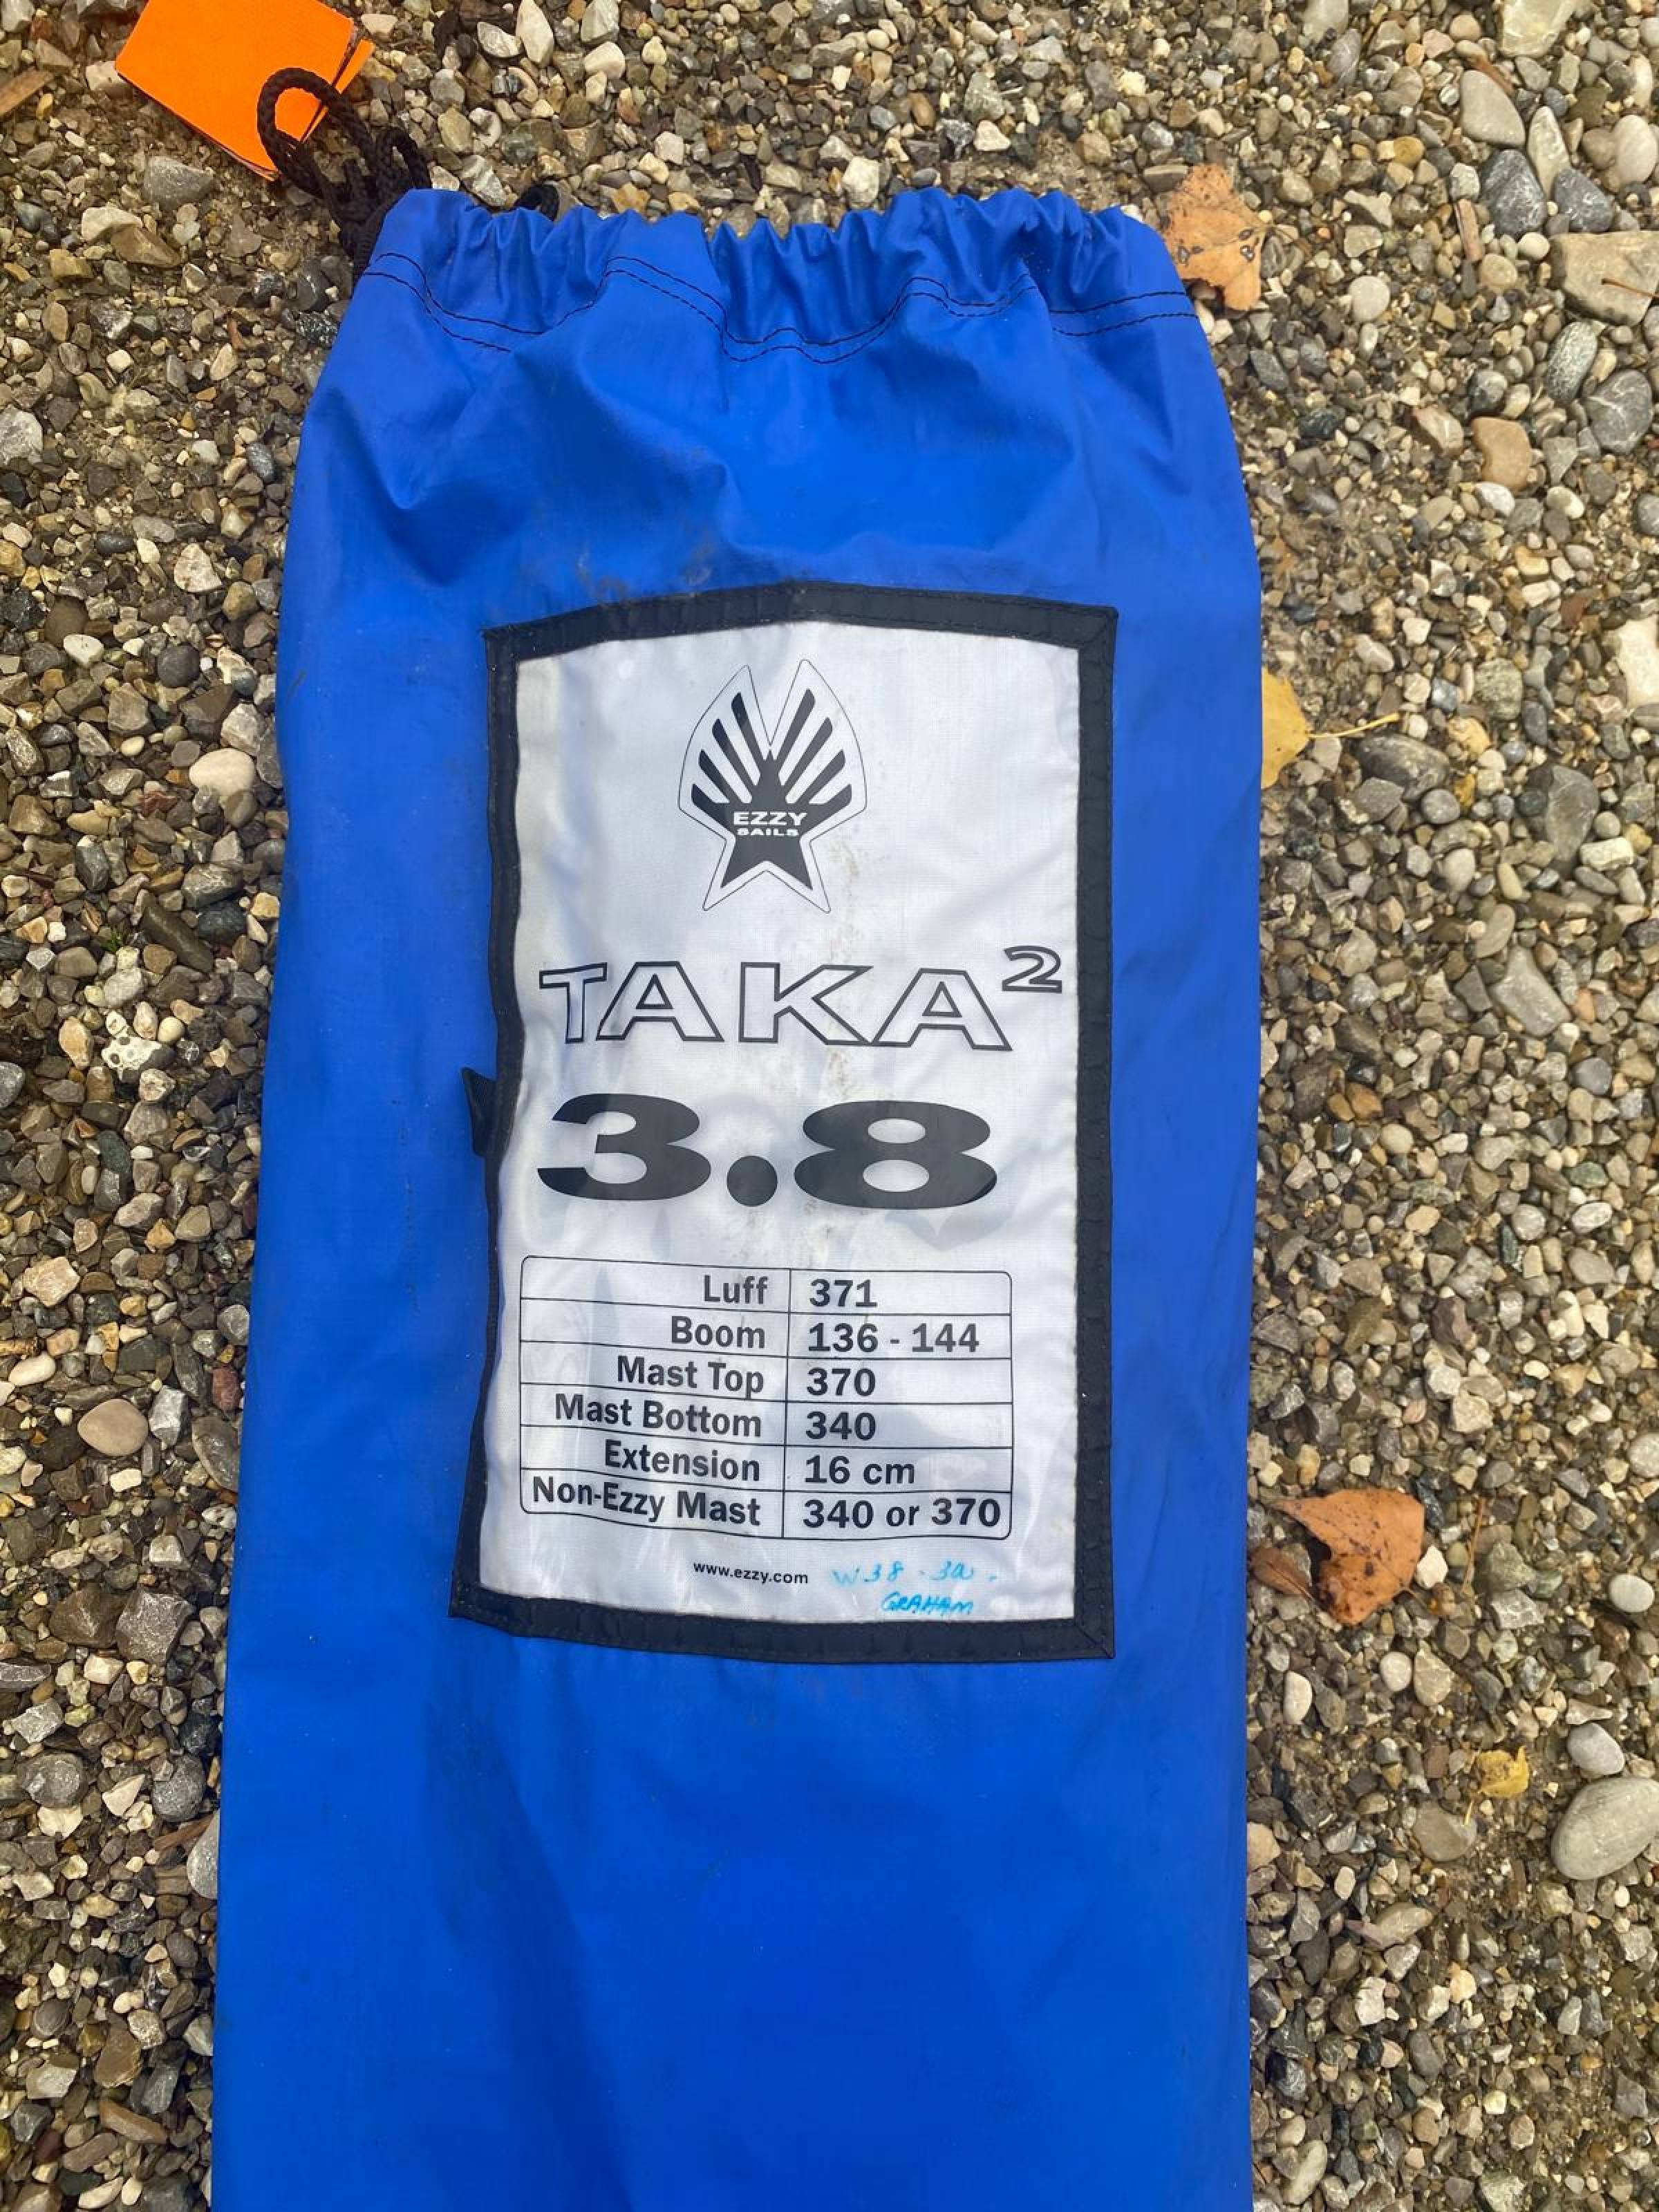 EZZY
SAILS
TAKA²
3.8
Luff 371
Boom 136 - 144
Mast Top 370
Mast Bottom 340
Extension 16 cm
Non-Ezzy Mast 340 or 370
www.ezzy.com W38
GRAHAM